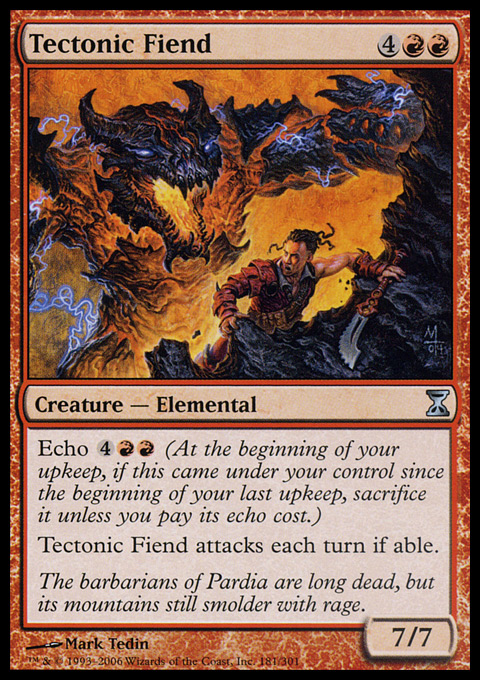 Tectonic Fiend 4
Creature — Elemental
Echo 4 (At the beginning of your
upkeep, if this came under your control since
the beginning of your last upkeep, sacrifice
it unless you pay its echo cost.)
Tectonic Fiend attacks each turn if able.
The barbarians of Pardia are long dead, but
its mountains still smolder with rage.
7/7
Mark Tedin
™ & © 1993–2006 Wizards of the Coast, Inc. 181/301